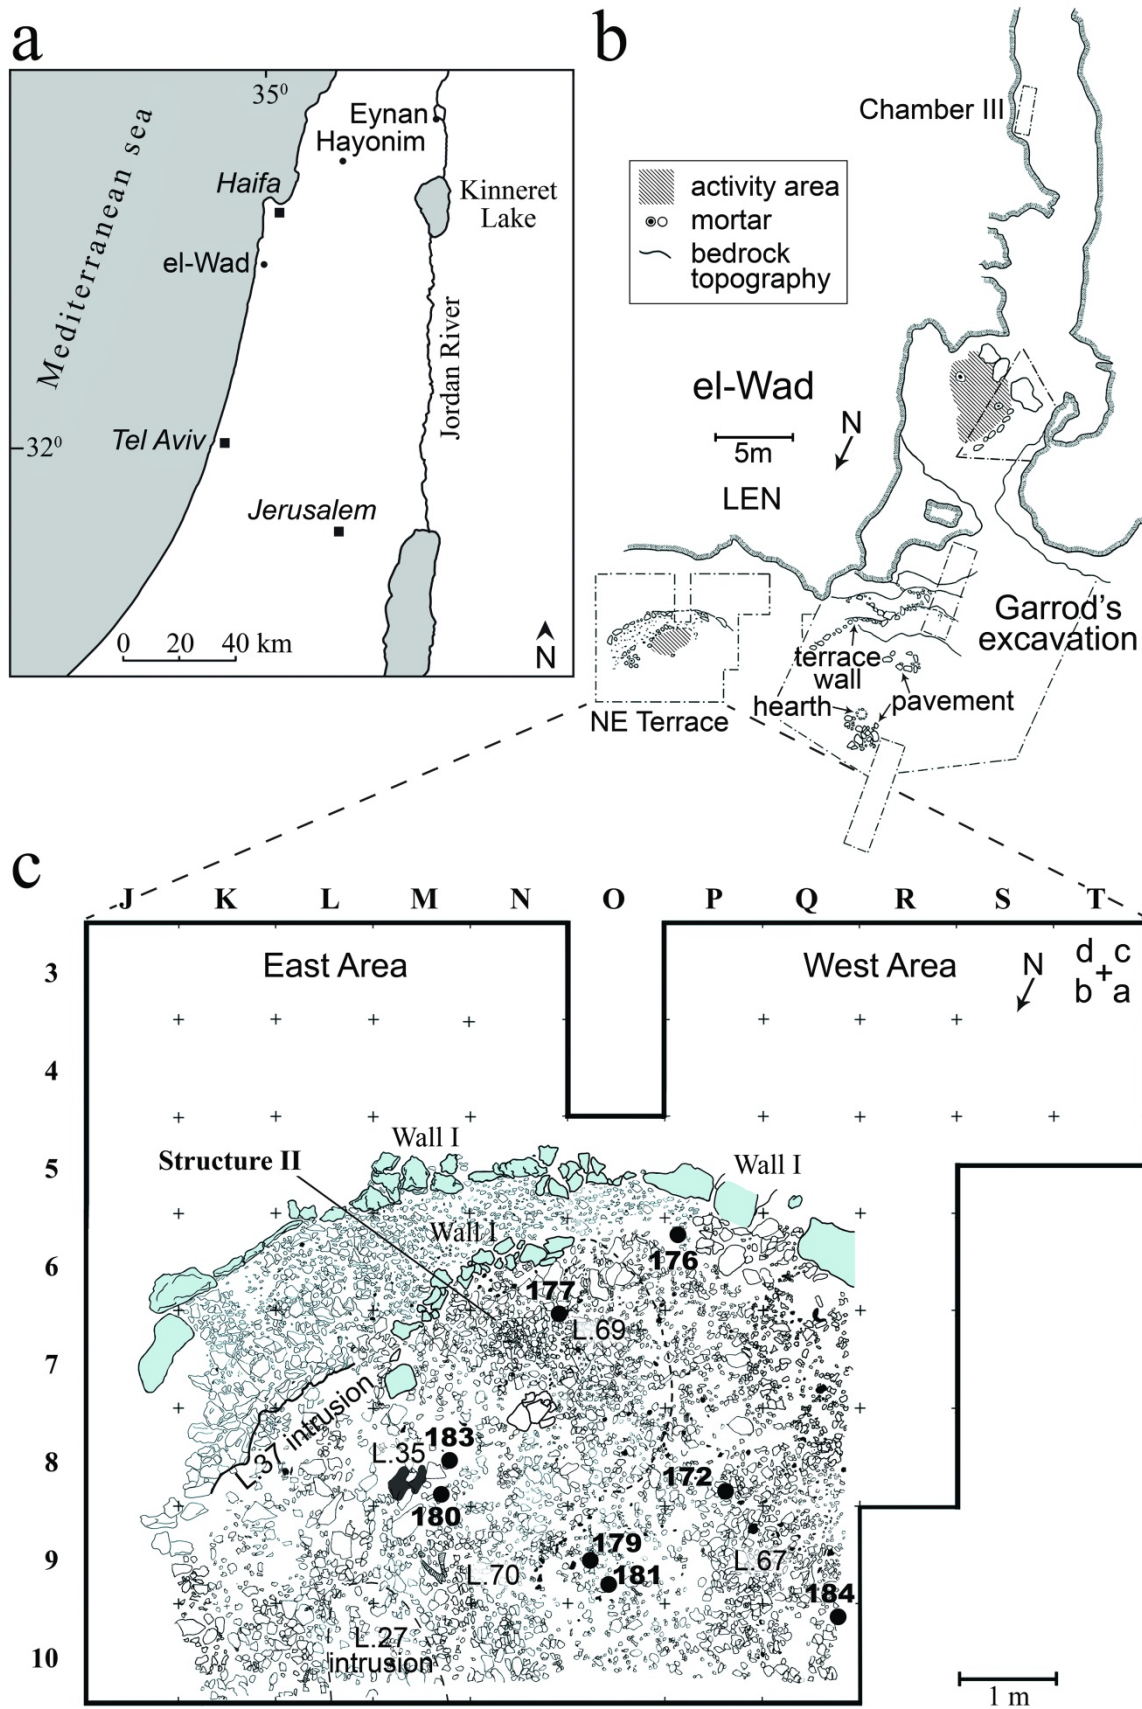 a
35⁰
Eynan
Hayonim
Haifa
Kinneret
Lake
el-Wad
Mediterranean sea
Jordan River
32⁰
Tel Aviv
Jerusalem
0 20 40 km
N
b
Chamber III
activity area
mortar
bedrock
topography
el-Wad
N
5m
LEN
Garrod's
excavation
terrace
wall
hearth
pavement
NE Terrace
c
J K L M N O P Q R S T
East Area
West Area
N
d c
b a
3
4
5
6
7
8
9
10
Wall I
Structure II
Wall I
Wall I
176
177
L.69
L.37 intrusion
183
L.35
172
180
179
L.67
L.70
181
184
L.27
intrusion
1 m